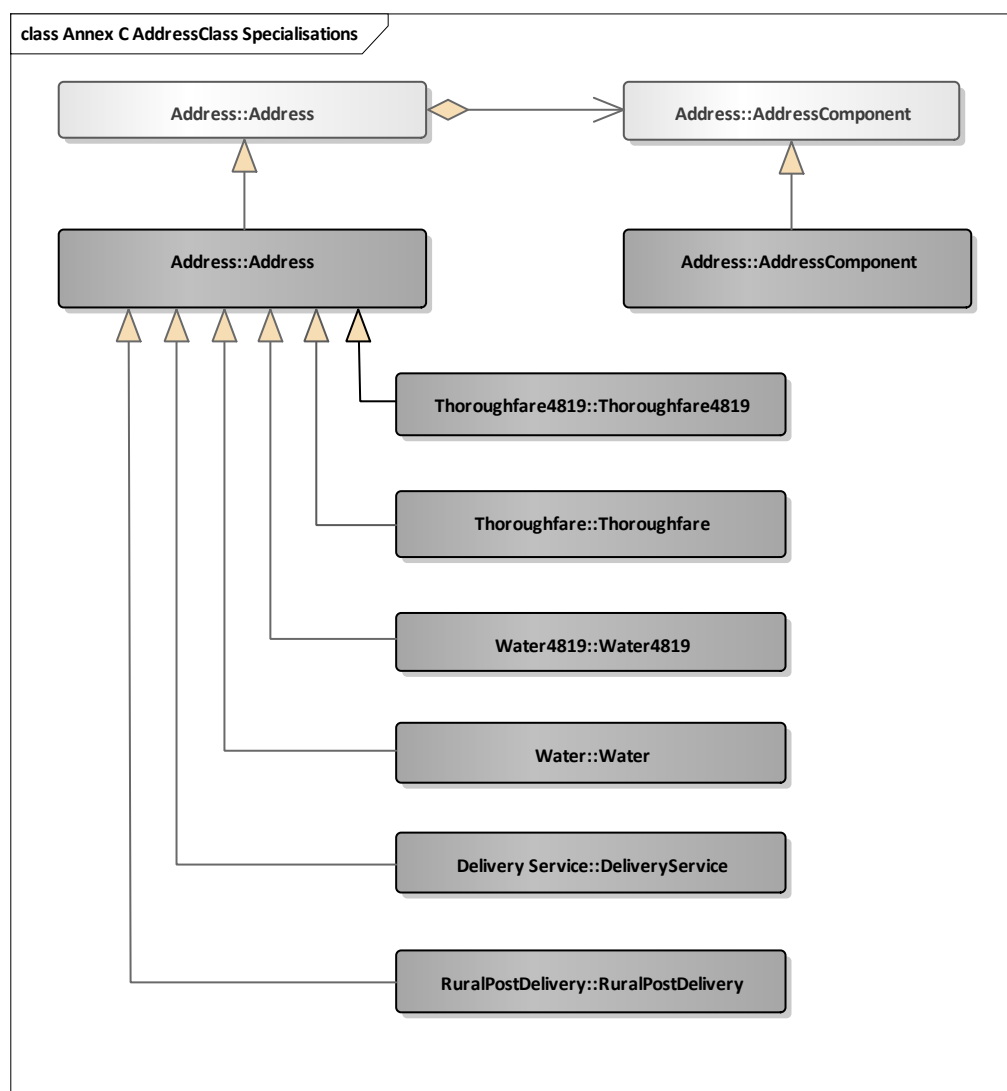 class Annex C AddressClass Specialisations
Address::Address
Address::AddressComponent
Address::Address
Address::AddressComponent
Thoroughfare4819::Thoroughfare4819
Thoroughfare::Thoroughfare
Water4819::Water4819
Water::Water
Delivery Service::DeliveryService
RuralPostDelivery::RuralPostDelivery